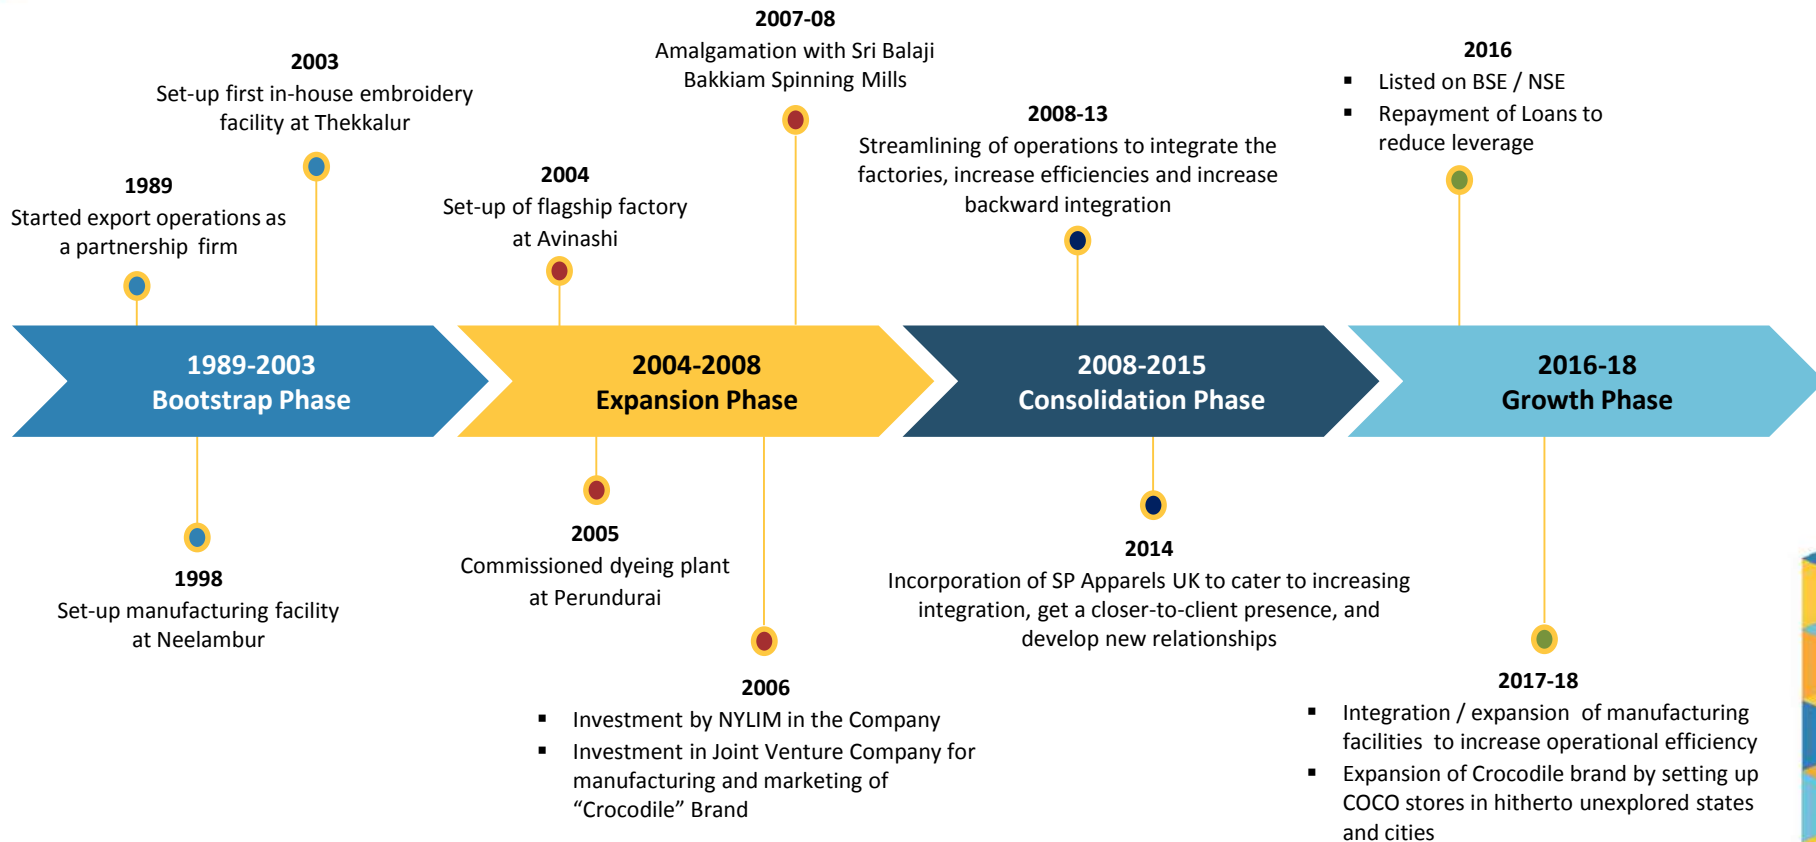 2007-08
Amalgamation with Sri Balaji
Bakkiam Spinning Mills
2003
Set-up first in-house embroidery
facility at Thekkalur
2016
▪ Listed on BSE / NSE
▪ Repayment of Loans to
reduce leverage
2008-13
Streamlining of operations to integrate the
factories, increase efficiencies and increase
backward integration
1989
Started export operations as
a partnership firm
2004
Set-up of flagship factory
at Avinashi
1989-2003
Bootstrap Phase
2004-2008
Expansion Phase
2008-2015
Consolidation Phase
2016-18
Growth Phase
1998
Set-up manufacturing facility
at Neelambur
2005
Commissioned dyeing plant
at Perundurai
2014
Incorporation of SP Apparels UK to cater to increasing
integration, get a closer-to-client presence, and
develop new relationships
2006
▪ Investment by NYLIM in the Company
▪ Investment in Joint Venture Company for
manufacturing and marketing of
“Crocodile” Brand
2017-18
▪ Integration / expansion of manufacturing
facilities to increase operational efficiency
▪ Expansion of Crocodile brand by setting up
COCO stores in hitherto unexplored states
and cities